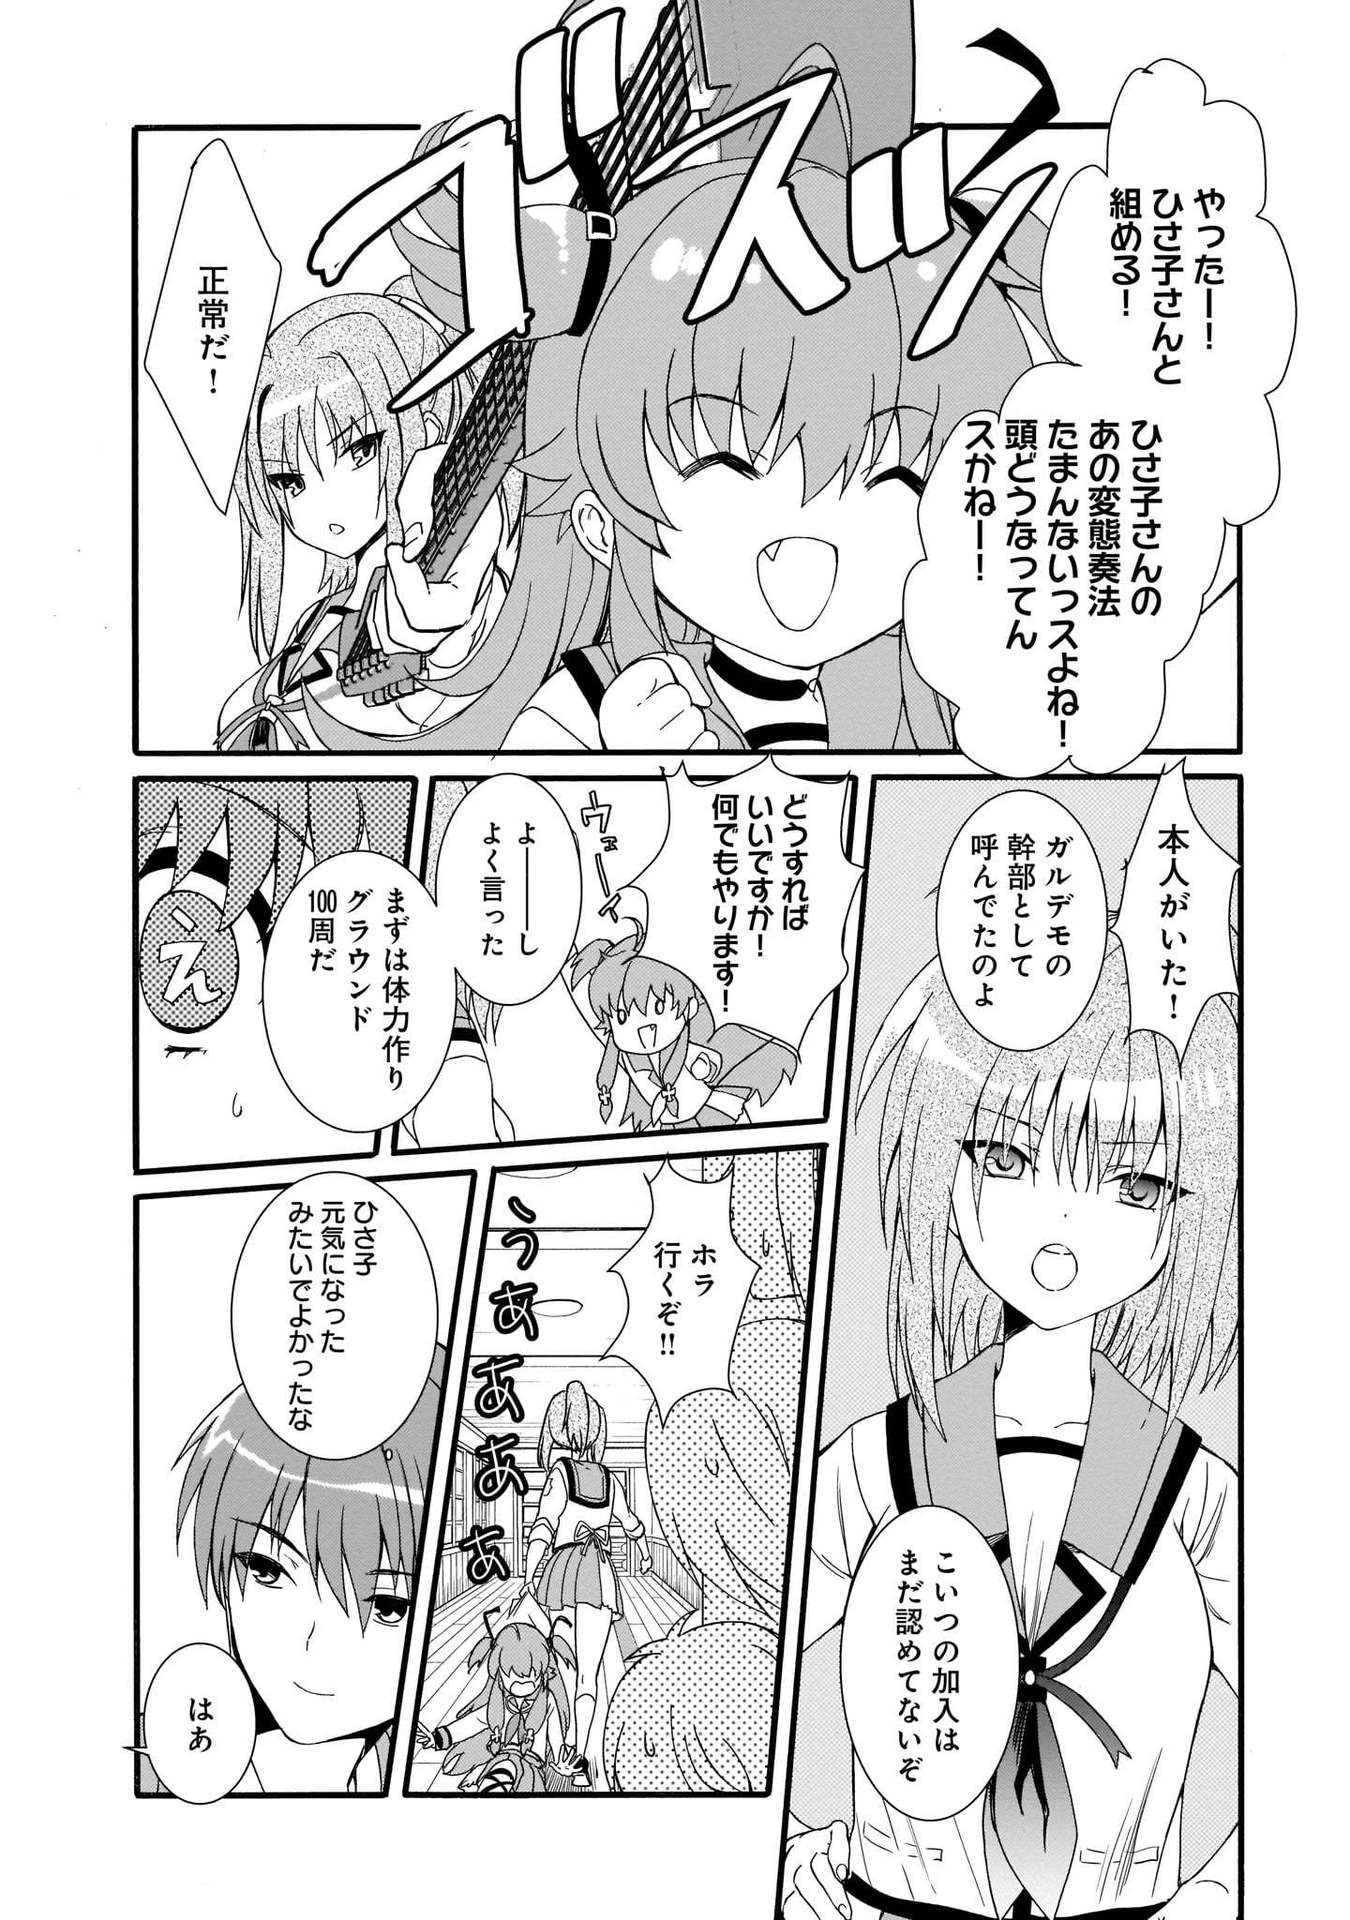 やったー！
ひさ子さんと
組める！
ひさ子さんの
あの変態奏法
たまんないっスよね！
頭どうなってん
スかねー！
グスッ
正常だ！
本人がいた！
ガルデモの
幹部として
呼んでたのよ
こいつの加入は
まだ認めてないぞ
どうすれば
いいですか！
何でもやります！
ウェーイ
よーーし
よく言った
まずは体力作り
グラウンド
100周だ
え
ホラ
行くぞ!!
うぁぁぁぁ
ひさ子
元気になった
みたいでよかったな
はあ